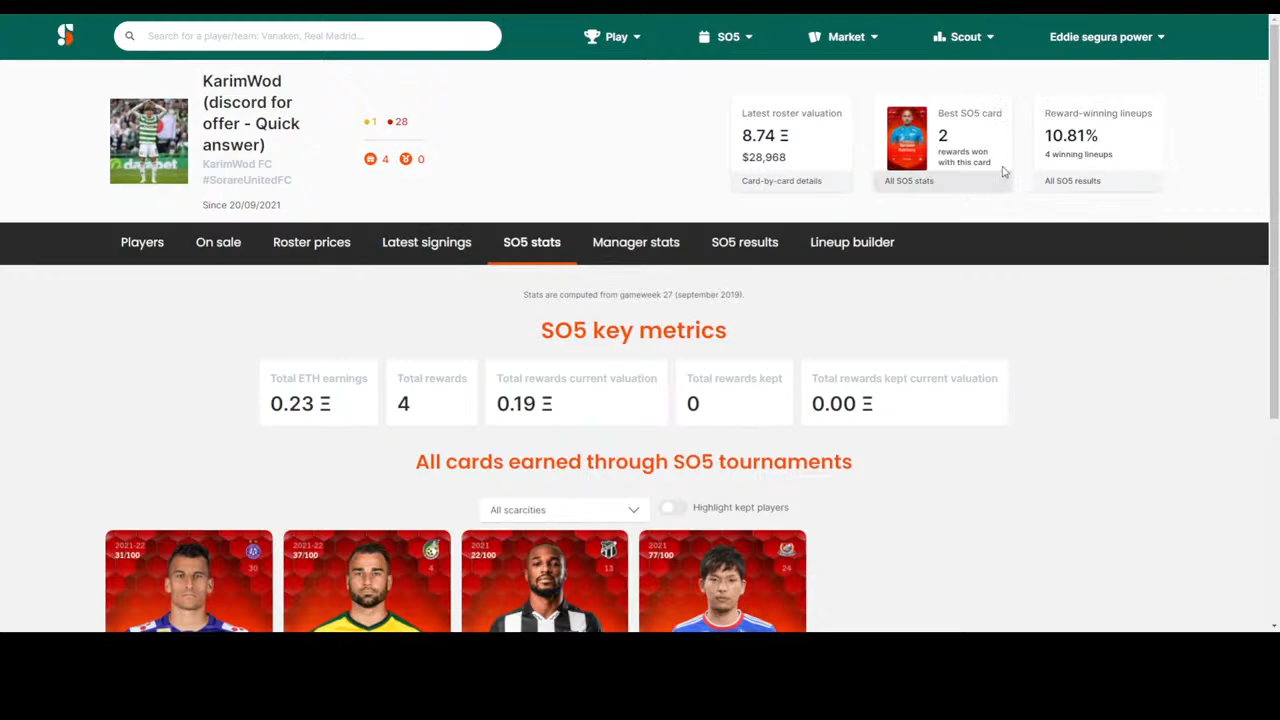 Search for a player/team: Vanaken, Real Madrid...
Play
SO5
Market
Scout
Eddie segura power
KarimWod
(discord for
offer - Quick
answer)
KarimWod FC
#SorareUnitedFC
Since 20/09/2021
1
28
4
0
Latest roster valuation
8.74 Ξ
$28,968
Card-by-card details
Best SO5 card
2
rewards won
with this card
All SO5 stats
Reward-winning lineups
10.81%
4 winning lineups
All SO5 results
Players
On sale
Roster prices
Latest signings
SO5 stats
Manager stats
SO5 results
Lineup builder
Stats are computed from gameweek 27 (september 2019).
SO5 key metrics
Total ETH earnings
0.23 Ξ
Total rewards
4
Total rewards current valuation
0.19 Ξ
Total rewards kept
0
Total rewards kept current valuation
0.00 Ξ
All cards earned through SO5 tournaments
All scarcities
Highlight kept players
2021-22
31/100
30
2021-22
37/100
4
2021
22/100
13
2021
77/100
24